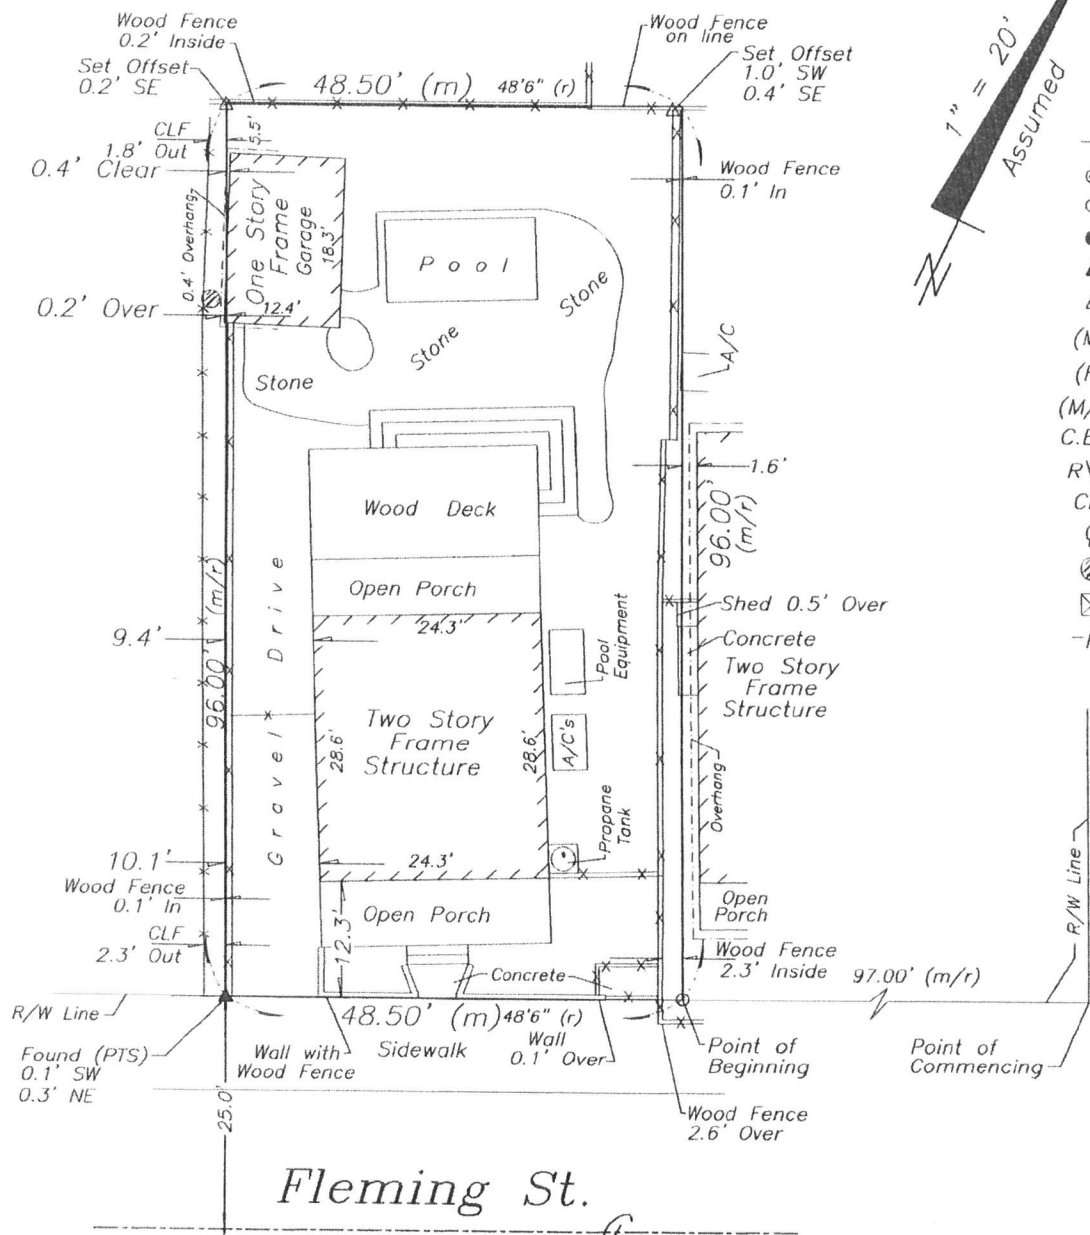 Wood Fence
0.2' Inside
Set Offset
0.2' SE
48.50' (m) 48'6" (r)
Wood Fence
on line
Set Offset
1.0' SW
0.4' SE
1" = 20'
Assumed
N
CLF
1.8' Out
5.5'
0.4' Clear
Wood Fence
0.1' In
0.4' Overhang
One Story
Frame
Garage
18.3'
12.4'
0.2' Over
Pool
Stone
Stone
Stone
A/C
1.6'
96.00'
(m/r)
Wood Deck
Open Porch
24.3'
9.4'
96.00' (m/r)
Gravel Drive
Pool
Equipment
Shed 0.5' Over
Concrete
Two Story
Frame
Structure
Two Story
Frame
Structure
28.6'
28.6'
A/C's
Overhang
Propane
Tank
10.1'
24.3'
Wood Fence
0.1' In
CLF
2.3' Out
Open Porch
12.3'
Open
Porch
Concrete
Wood Fence
2.3' Inside
97.00' (m/r)
R/W Line
R/W Line
48.50' (m) 48'6" (r)
Found (PTS)
0.1' SW
0.3' NE
Wall with
Wood Fence
Sidewalk
Wall
0.1' Over
Point of
Beginning
Point of
Commencing
Wood Fence
2.6' Over
25.0'
Fleming St.